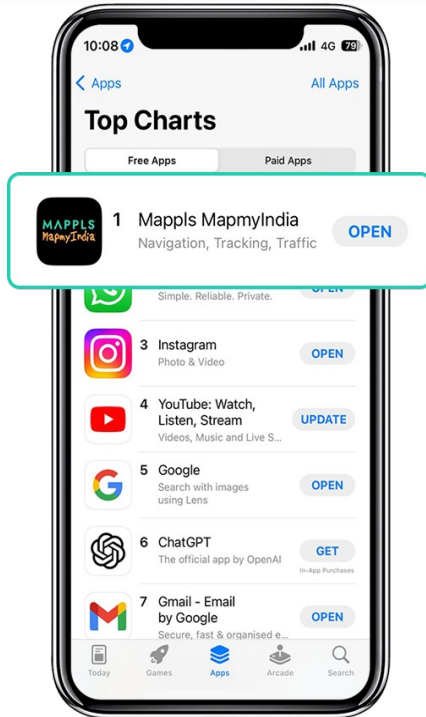 10:08
4G 79
Apps
All Apps
Top Charts
Free Apps
Paid Apps
MAPPLS
MapmyIndia
1 Mappls MapmyIndia
Navigation, Tracking, Traffic
OPEN
Simple. Reliable. Private.
OPEN
3 Instagram
Photo & Video
OPEN
4 YouTube: Watch,
Listen, Stream
Videos, Music and Live S...
UPDATE
5 Google
Search with images
using Lens
OPEN
6 ChatGPT
The official app by OpenAI
GET
In-App Purchases
7 Gmail - Email
by Google
Secure, fast & organised e...
OPEN
Today
Games
Apps
Arcade
Search